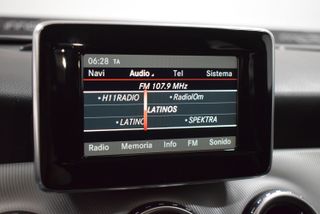 06:28 TA
Navi Audio Tel Sistema
FM 107.9 MHz
H11RADIO RadiolOm
LATINOS
LATINO SPEKTRA
Radio Memoria Info FM Sonido